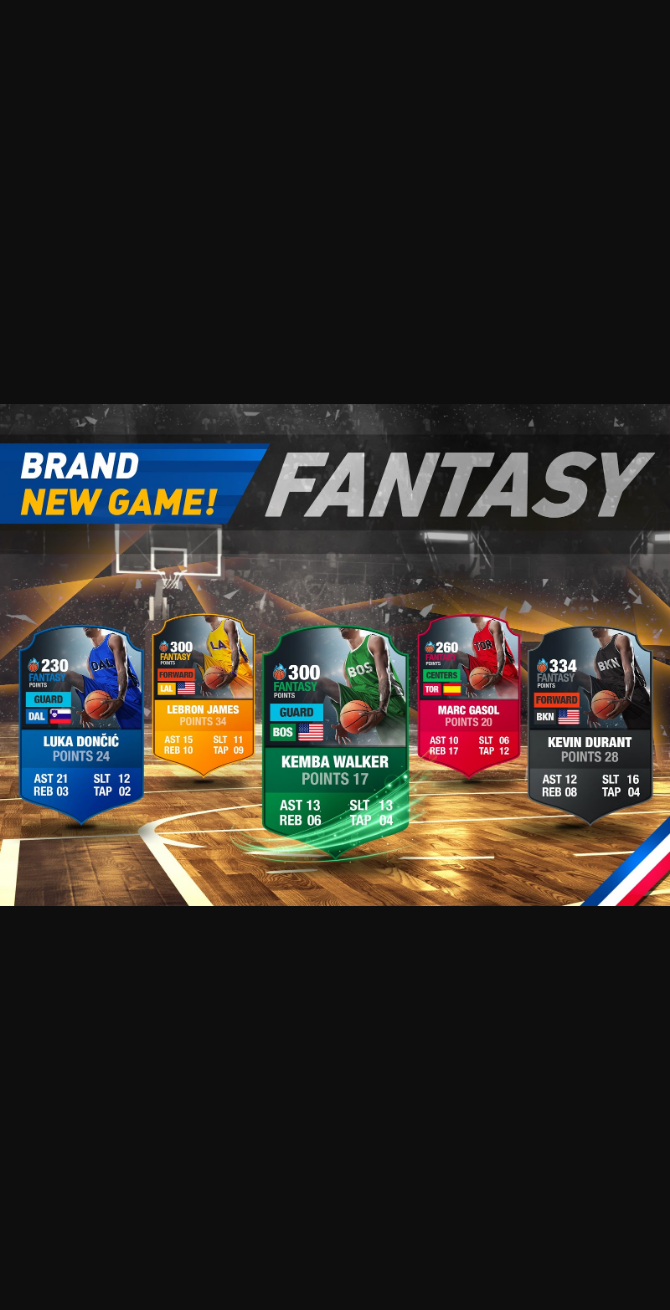 BRAND
NEW GAME!
FANTASY
230
FANTASY
POINTS
GUARD
DAL
DAL
LUKA DONČIĆ
POINTS 24
AST 21 SLT 12
REB 03 TAP 02
300
FANTASY
POINTS
FORWARD
LAL
LA
LEBRON JAMES
POINTS 34
AST 15 SLT 11
REB 10 TAP 09
300
FANTASY
POINTS
GUARD
BOS
BOS
KEMBA WALKER
POINTS 17
AST 13 SLT 13
REB 06 TAP 04
260
FANTASY
POINTS
CENTERS
TOR
TOR
MARC GASOL
POINTS 20
AST 10 SLT 06
REB 17 TAP 12
334
FANTASY
POINTS
FORWARD
BKN
BKN
KEVIN DURANT
POINTS 28
AST 12 SLT 16
REB 08 TAP 04